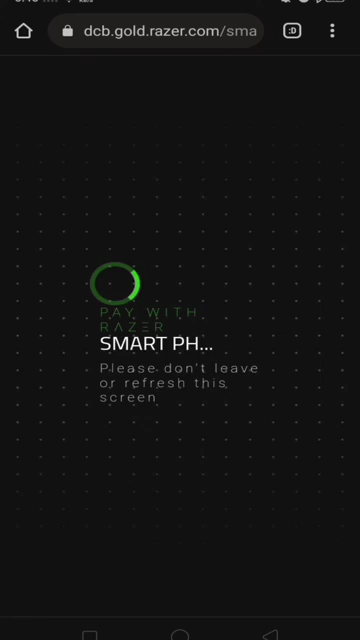 dcb.gold.razer.com/sma
:D
PAY WITH
RAZER
SMART PH...
Please don't leave
or refresh this
screen